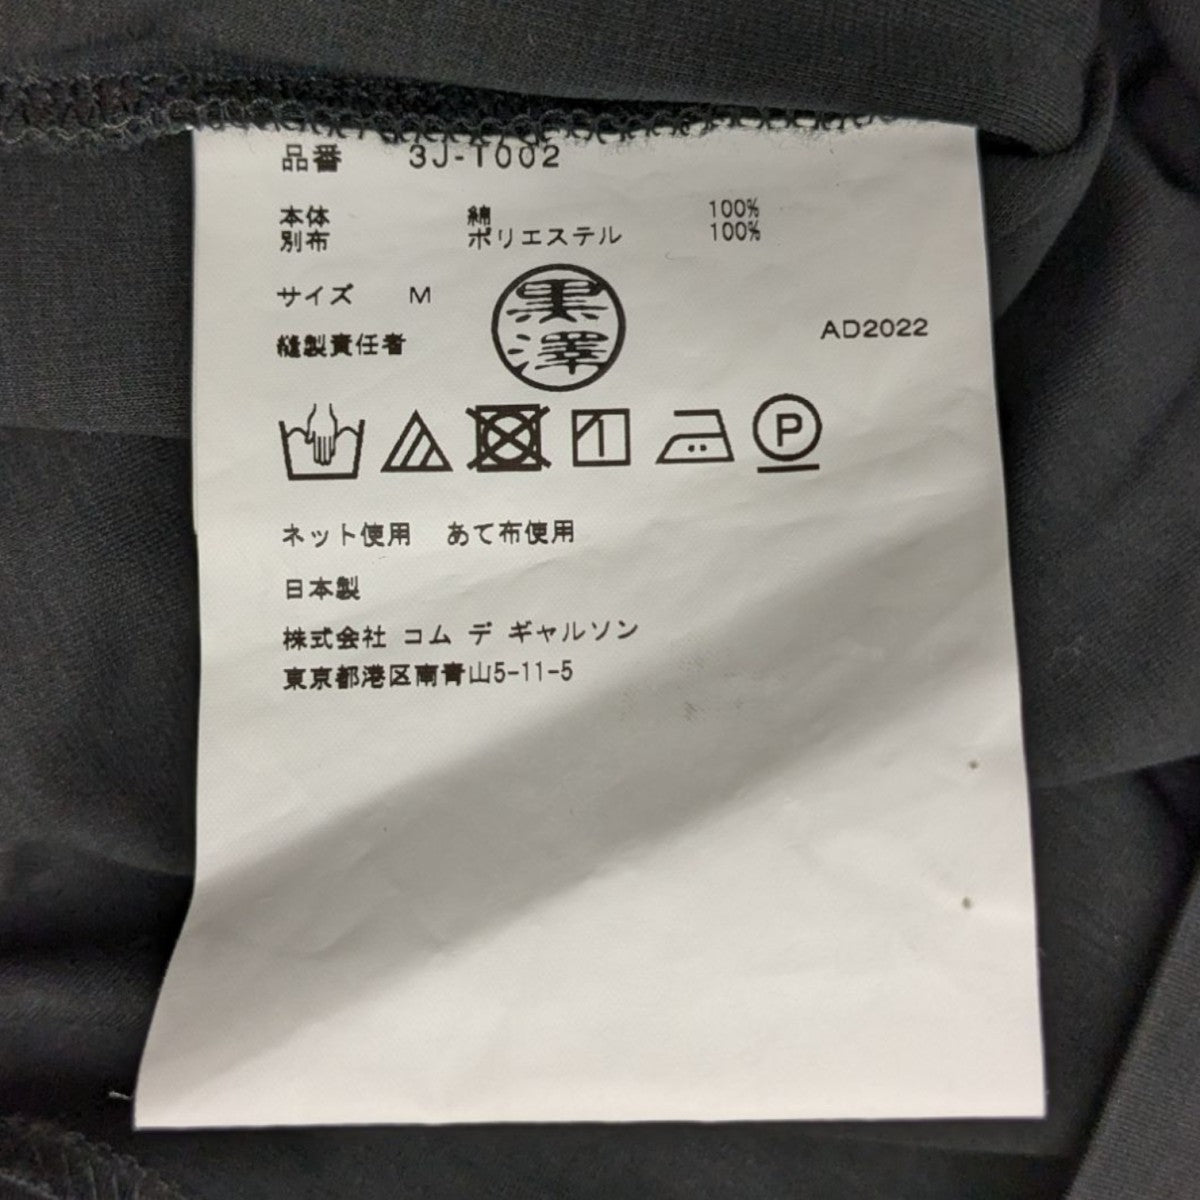 品番 3J-T002
本体 綿 100%
別布 ポリエステル 100%
サイズ M
黒澤
縫製責任者
AD2022
P
ネット使用 あて布使用
日本製
株式会社 コム デ ギャルソン
東京都港区南青山5-11-5